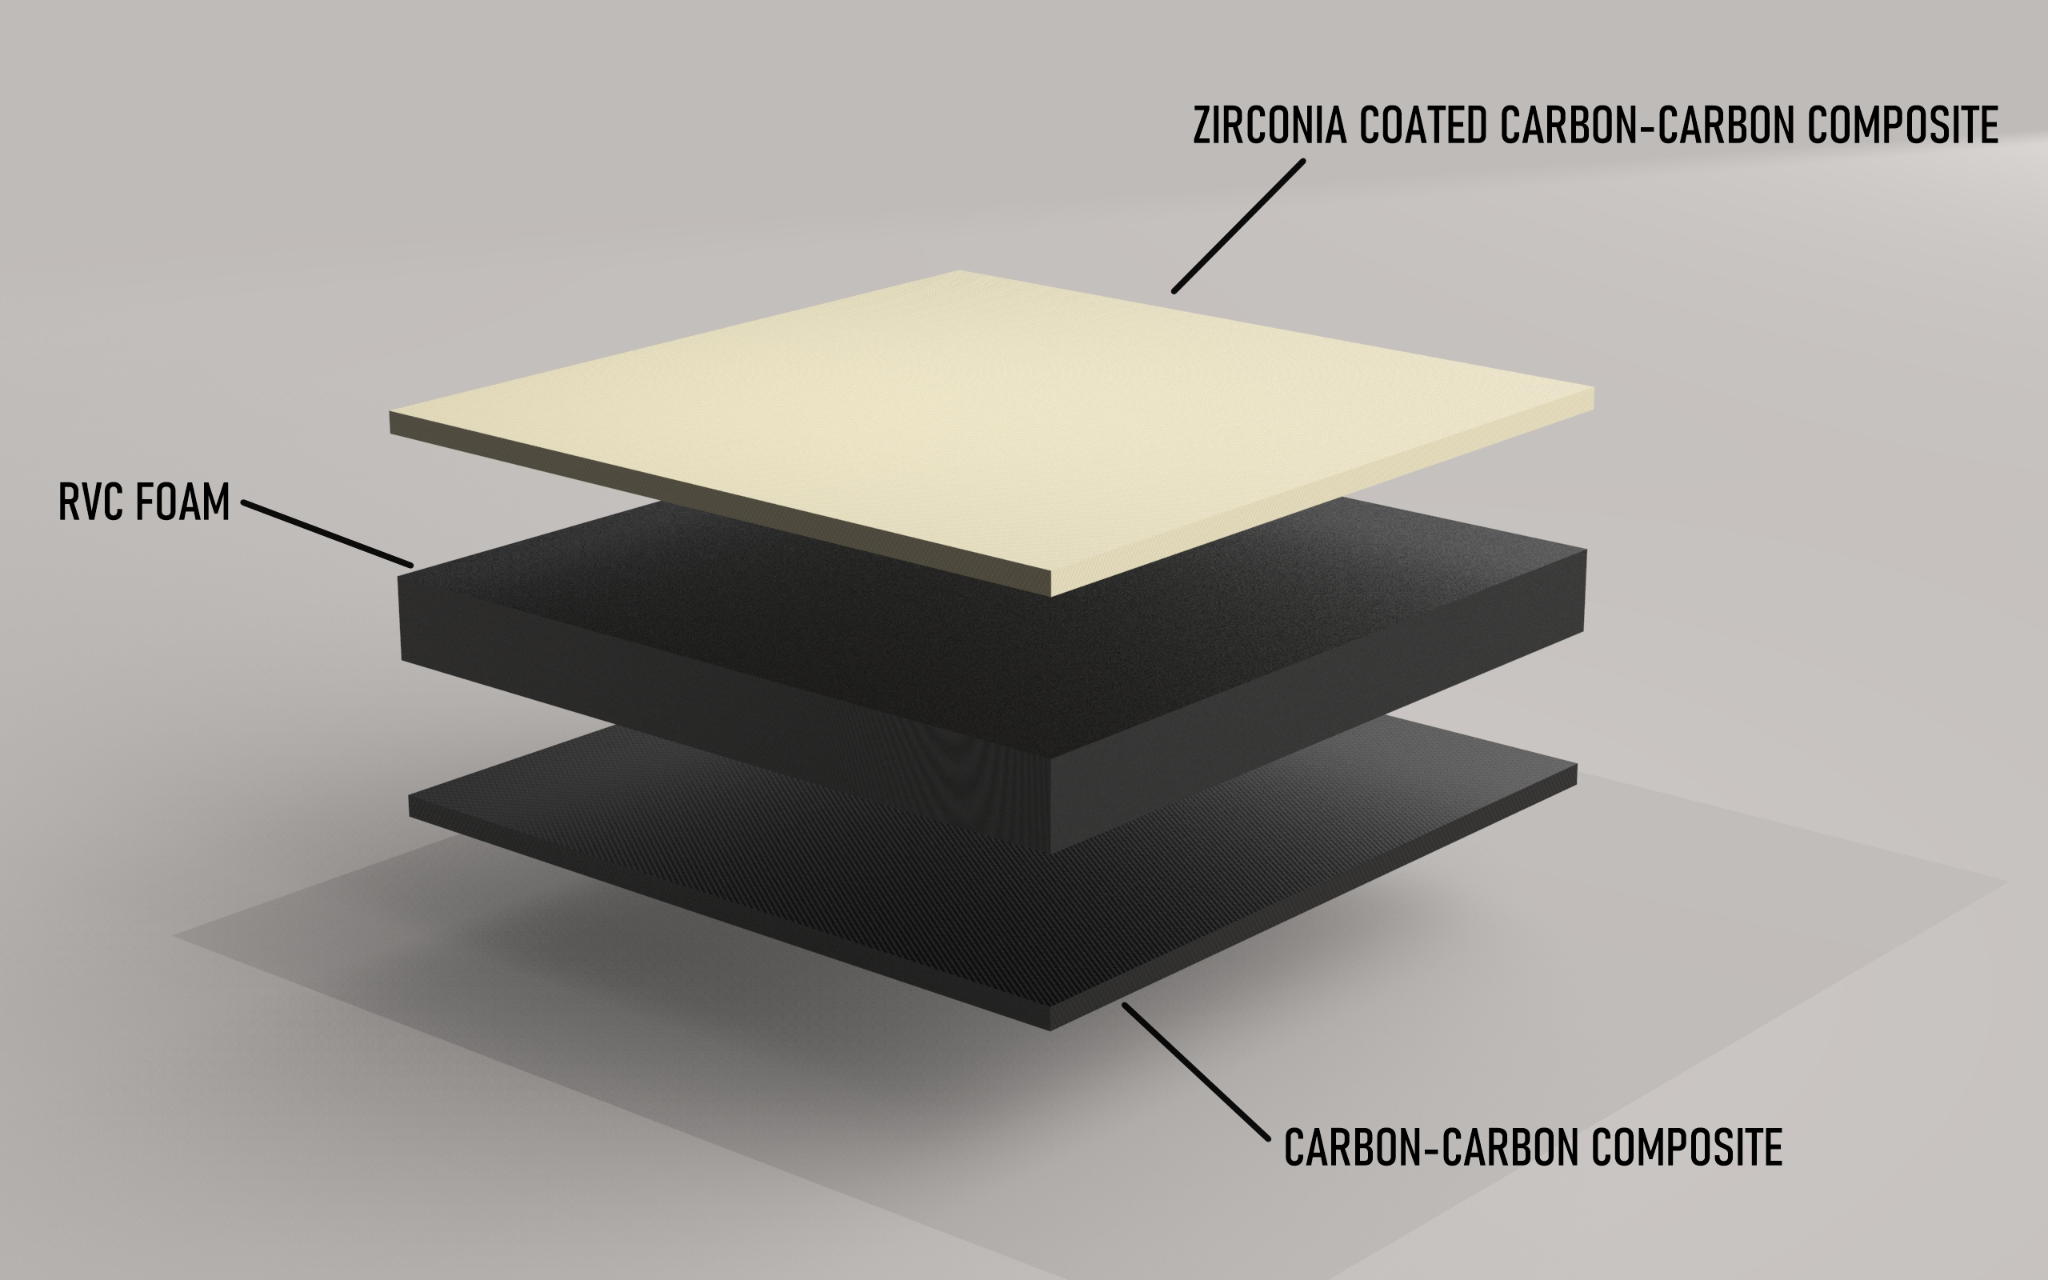 ZIRCONIA COATED CARBON-CARBON COMPOSITE
RVC FOAM
CARBON-CARBON COMPOSITE